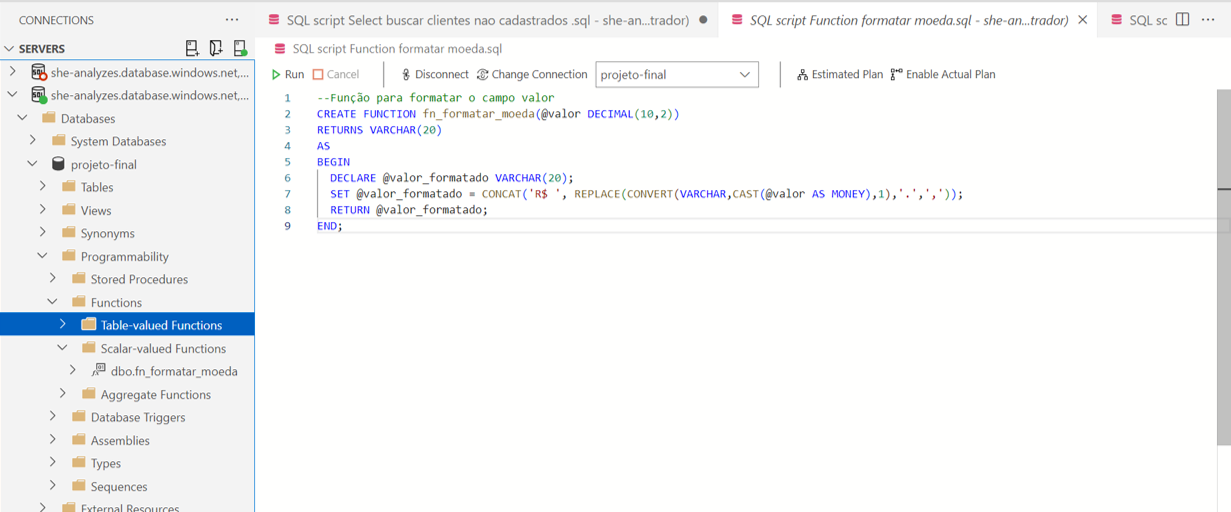 CONNECTIONS ...
SERVERS
she-analyzes.database.windows.net,...
she-analyzes.database.windows.net,...
Databases
System Databases
projeto-final
Tables
Views
Synonyms
Programmability
Stored Procedures
Functions
Table-valued Functions
Scalar-valued Functions
dbo.fn_formatar_moeda
Aggregate Functions
Database Triggers
Assemblies
Types
Sequences
External Resources
SQL script Select buscar clientes nao cadastrados .sql - she-an...trador)
SQL script Function formatar moeda.sql - she-an...trador)
SQL sc
SQL script Function formatar moeda.sql
Run Cancel Disconnect Change Connection projeto-final Estimated Plan Enable Actual Plan
1 --Função para formatar o campo valor
2 CREATE FUNCTION fn_formatar_moeda(@valor DECIMAL(10,2))
3 RETURNS VARCHAR(20)
4 AS
5 BEGIN
6 DECLARE @valor_formatado VARCHAR(20);
7 SET @valor_formatado = CONCAT('R$ ', REPLACE(CONVERT(VARCHAR,CAST(@valor AS MONEY),1),'.',','));
8 RETURN @valor_formatado;
9 END;